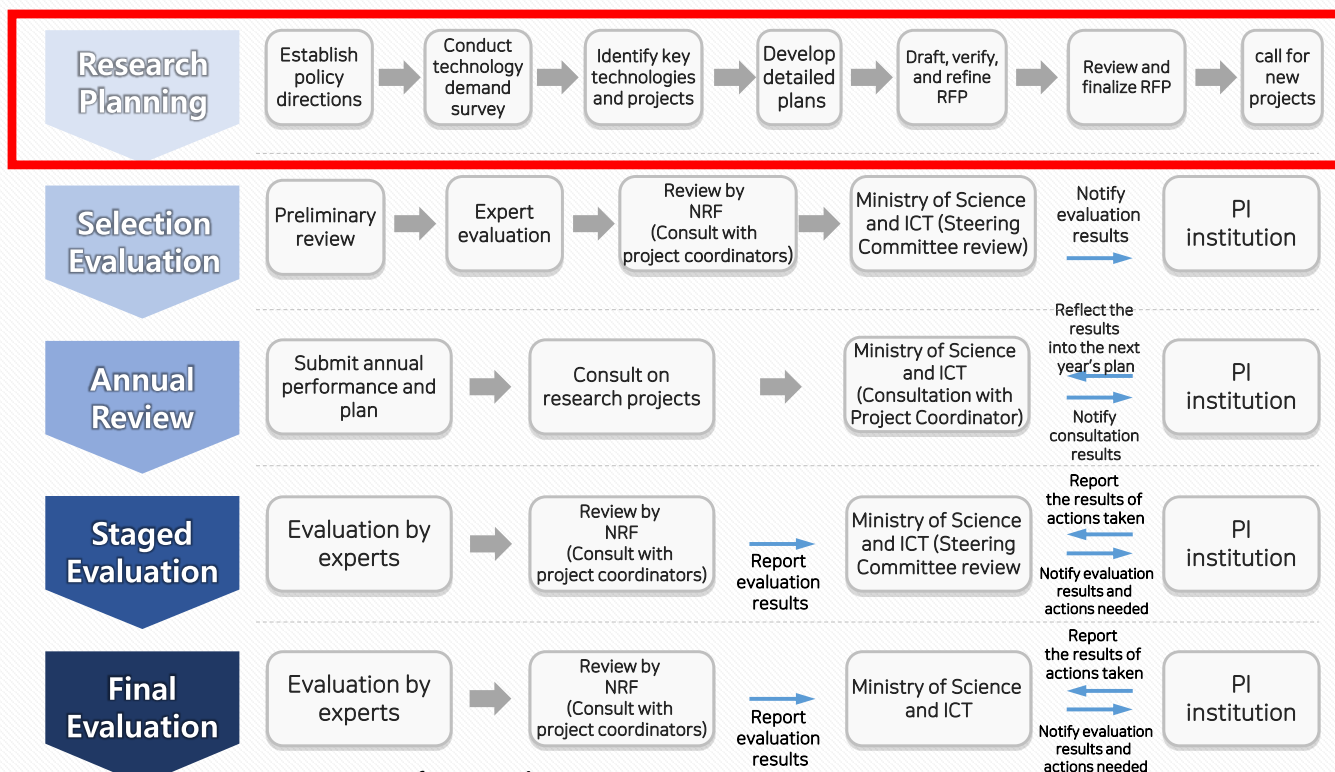 Research
Planning
Establish
policy
directions
Conduct
technology
demand
survey
Identify key
technologies
and projects
Develop
detailed
plans
Draft, verify,
and refine
RFP
Review and
finalize RFP
call for
new
projects
Selection
Evaluation
Preliminary
review
Expert
evaluation
Review by
NRF
(Consult with
project coordinators)
Ministry of Science
and ICT (Steering
Committee review)
Notify
evaluation
results
PI
institution
Annual
Review
Submit annual
performance and
plan
Consult on
research projects
Ministry of Science
and ICT
(Consultation with
Project Coordinator)
Reflect the
results
into the next
year's plan
Notify
consultation
results
PI
institution
Staged
Evaluation
Evaluation by
experts
Review by
NRF
(Consult with
project coordinators)
Report
evaluation
results
Ministry of Science
and ICT (Steering
Committee review
Report
the results of
actions taken
Notify evaluation
results and
actions needed
PI
institution
Final
Evaluation
Evaluation by
experts
Review by
NRF
(Consult with
project coordinators)
Report
evaluation
results
Ministry of Science
and ICT
Report
the results of
actions taken
Notify evaluation
results and
actions needed
PI
institution